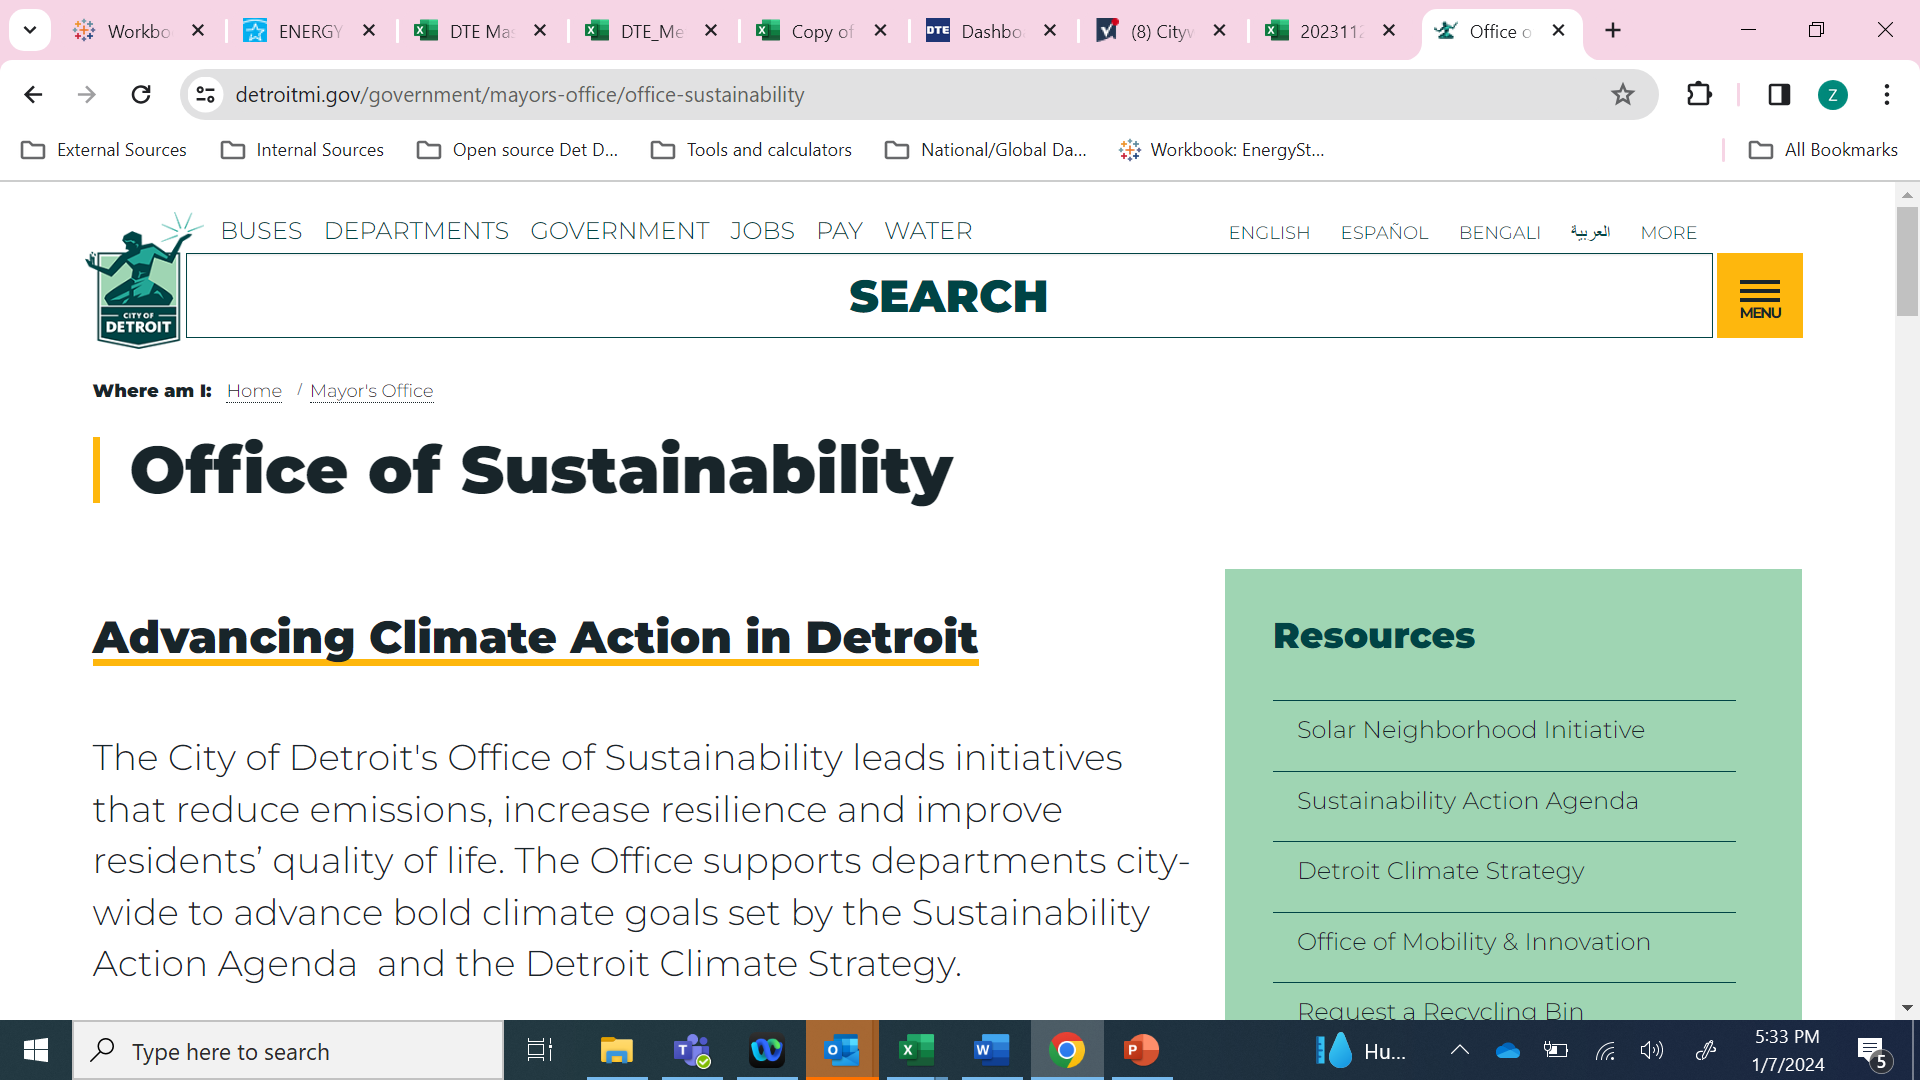 Workbo
ENERGY
DTE Mas
DTE_Me
Copy of
DTE
Dashbo
(8) Cityw
2023112
Office o
detroitmi.gov/government/mayors-office/office-sustainability
Z
External Sources
Internal Sources
Open source Det D...
Tools and calculators
National/Global Da...
Workbook: EnergySt...
All Bookmarks
BUSES DEPARTMENTS GOVERNMENT JOBS PAY WATER
ENGLISH ESPAÑOL BENGALI العربية MORE
CITY OF
DETROIT
SEARCH
MENU
Where am I: Home / Mayor's Office
Office of Sustainability
Advancing Climate Action in Detroit
The City of Detroit's Office of Sustainability leads initiatives
that reduce emissions, increase resilience and improve
residents’ quality of life. The Office supports departments city-
wide to advance bold climate goals set by the Sustainability
Action Agenda and the Detroit Climate Strategy.
Resources
Solar Neighborhood Initiative
Sustainability Action Agenda
Detroit Climate Strategy
Office of Mobility & Innovation
Request a Recycling Bin
Type here to search
Hu...
5:33 PM
1/7/2024
5